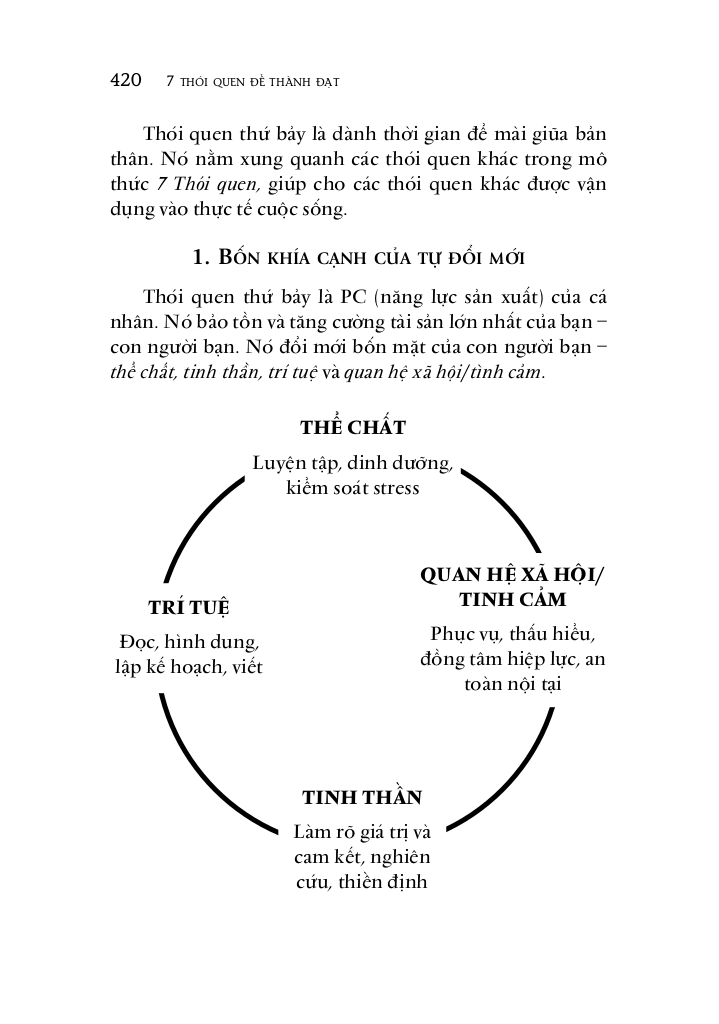 420 7 THÓI QUEN ĐỂ THÀNH ĐẠT
Thói quen thứ bảy là dành thời gian để mài giũa bản
thân. Nó nằm xung quanh các thói quen khác trong mô
thức 7 Thói quen, giúp cho các thói quen khác được vận
dụng vào thực tế cuộc sống.
1. BỐN KHÍA CẠNH CỦA TỰ ĐỔI MỚI
Thói quen thứ bảy là PC (năng lực sản xuất) của cá
nhân. Nó bảo tồn và tăng cường tài sản lớn nhất của bạn –
con người bạn. Nó đổi mới bốn mặt của con người bạn –
thể chất, tinh thần, trí tuệ và quan hệ xã hội/tình cảm.
THỂ CHẤT
Luyện tập, dinh dưỡng,
kiểm soát stress
QUAN HỆ XÃ HỘI/
TINH CẢM
Phục vụ, thấu hiểu,
đồng tâm hiệp lực, an
toàn nội tại
TRÍ TUỆ
Đọc, hình dung,
lập kế hoạch, viết
TINH THẦN
Làm rõ giá trị và
cam kết, nghiên
cứu, thiền định